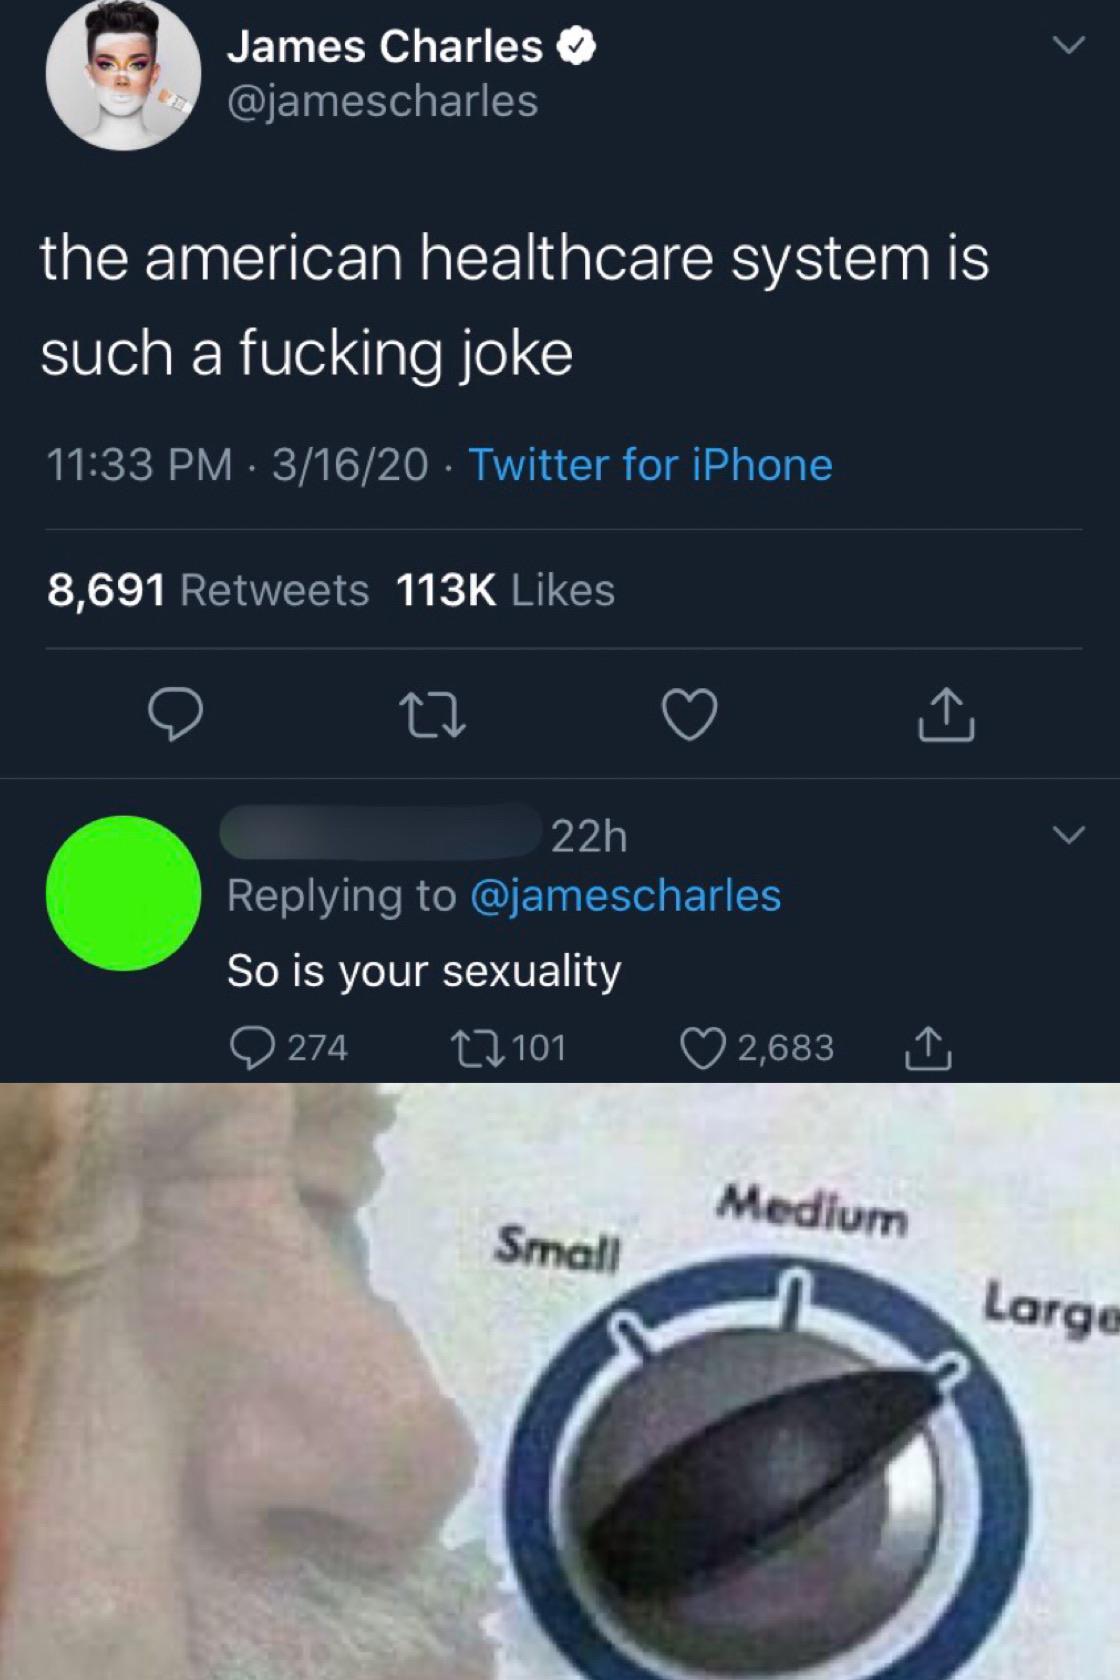 James Charles
@jamescharles
the american healthcare system is
such a fucking joke
11:33 PM · 3/16/20 · Twitter for iPhone
8,691 Retweets 113K Likes
22h
Replying to @jamescharles
So is your sexuality
274 101 2,683
Small
Medium
Large